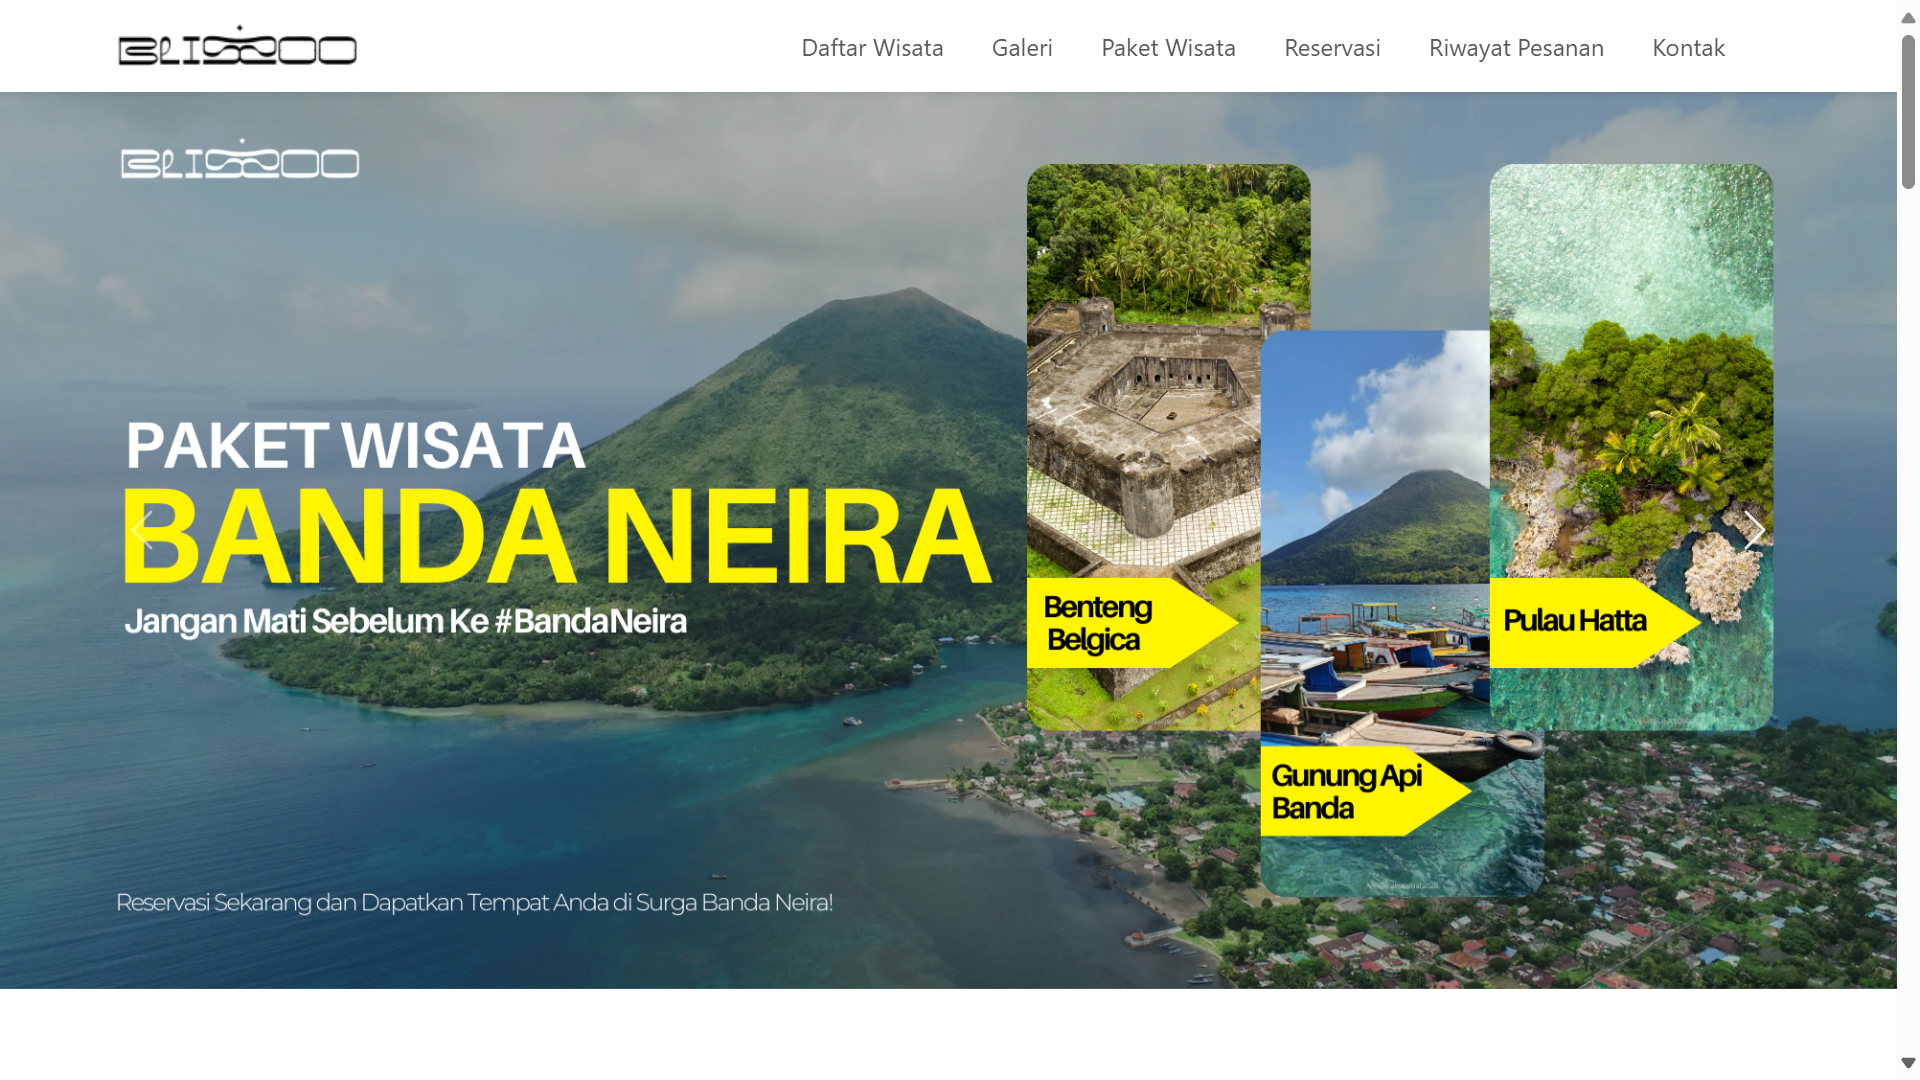 BLISSOO
Daftar Wisata
Galeri
Paket Wisata
Reservasi
Riwayat Pesanan
Kontak
PAKET WISATA
BANDA NEIRA
Jangan Mati Sebelum Ke #BandaNeira
Reservasi Sekarang dan Dapatkan Tempat Anda di Surga Banda Neira!
Benteng
Belgica
Gunung Api
Banda
Pulau Hatta